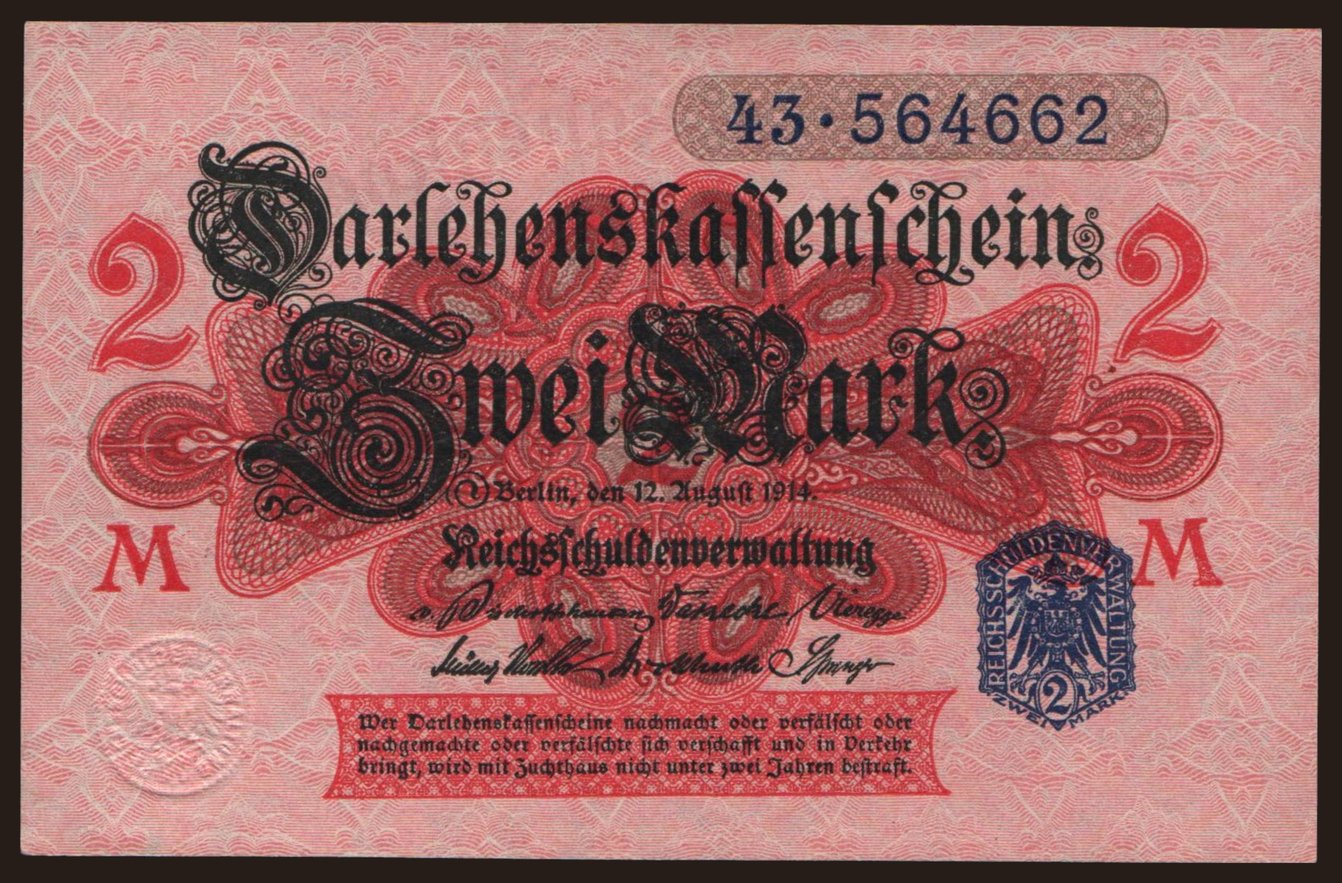 43·564662
Darlehenskassenschein
2
2
Zwei Mark
Berlin, den 12. August 1914.
M
M
Reichsschuldenverwaltung
REICHSSCHULDENVERWALTUNG
2
ZWEI MARK
Wer Darlehenskassenscheine nachmacht oder verfälscht oder
nachgemachte oder verfälschte sich verschafft und in Verkehr
bringt, wird mit Zuchthaus nicht unter zwei Jahren bestraft.